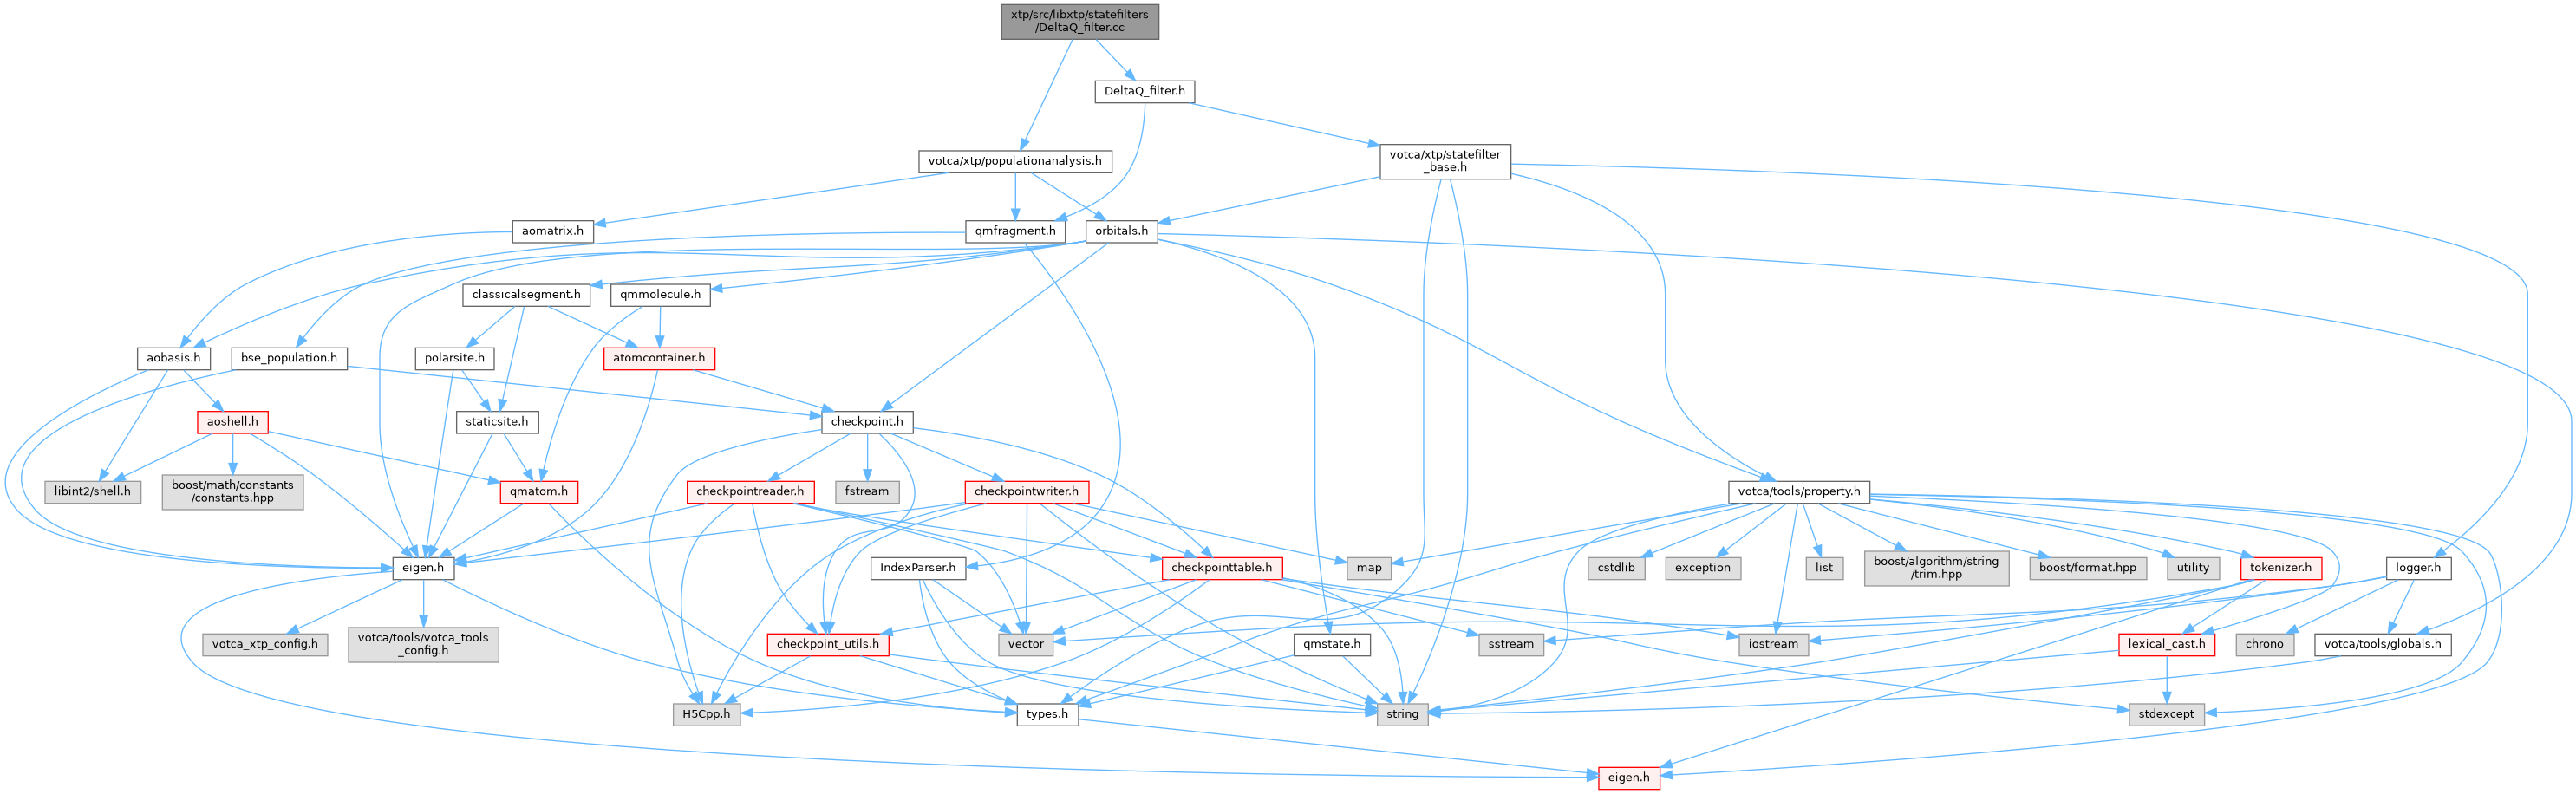 xtp/src/libxtp/statefilters
/DeltaQ_filter.cc
DeltaQ_filter.h
votca/xtp/populationanalysis.h
votca/xtp/statefilter
_base.h
aomatrix.h
qmfragment.h
orbitals.h
classicalsegment.h
qmmolecule.h
aobasis.h
bse_population.h
polarsite.h
atomcontainer.h
aoshell.h
staticsite.h
checkpoint.h
libint2/shell.h
boost/math/constants
/constants.hpp
qmatom.h
checkpointreader.h
fstream
checkpointwriter.h
votca/tools/property.h
eigen.h
IndexParser.h
checkpointtable.h
map
cstdlib
exception
list
boost/algorithm/string
/trim.hpp
boost/format.hpp
utility
tokenizer.h
logger.h
votca_xtp_config.h
votca/tools/votca_tools
_config.h
checkpoint_utils.h
vector
qmstate.h
sstream
iostream
lexical_cast.h
chrono
votca/tools/globals.h
H5Cpp.h
types.h
string
stdexcept
eigen.h